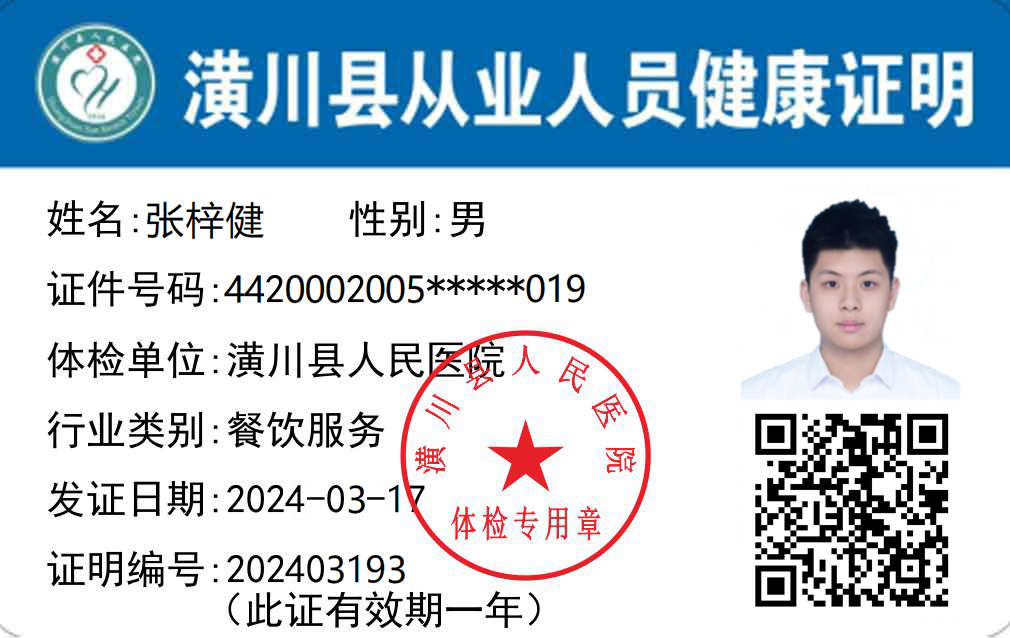 潢川县从业人员健康证明
姓名:张梓健 性别:男
证件号码:4420002005*****019
体检单位:潢川县人民医院
行业类别:餐饮服务
发证日期:2024-03-17
证明编号:202403193
(此证有效期一年)
潢川县人民医院
体检专用章